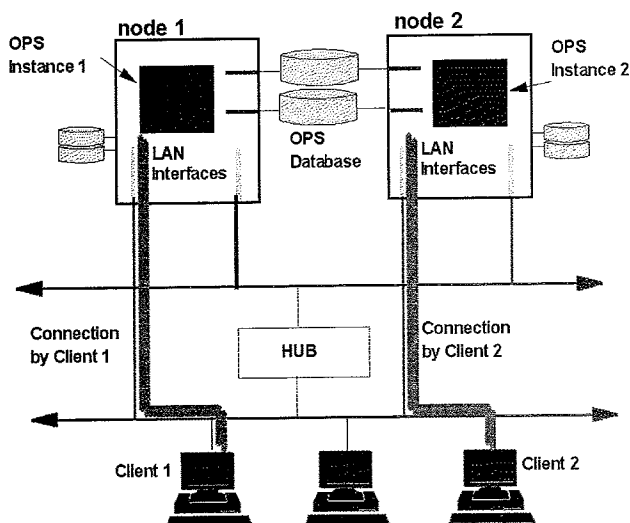 node 1
node 2
OPS
Instance 1
OPS
Instance 2
OPS
Database
LAN
Interfaces
LAN
Interfaces
Connection
by Client 1
HUB
Connection
by Client 2
Client 1
Client 2